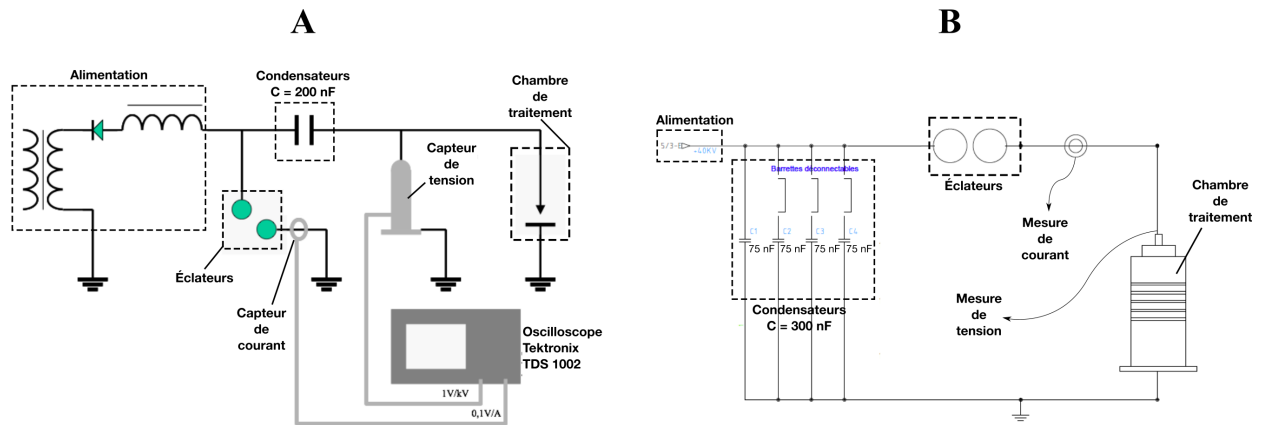 A
Alimentation
Condensateurs
C = 200 nF
Chambre
de
traitement
Capteur
de
tension
Éclateurs
Capteur
de
courant
Oscilloscope
Tektronix
TDS 1002
1V/kV
0,1V/A
B
Alimentation
-40KV
Barrettes déconnectables
C1
C2
C3
C4
75 nF
75 nF
75 nF
75 nF
Condensateurs
C = 300 nF
Éclateurs
Mesure
de
courant
Chambre
de
traitement
Mesure
de
tension